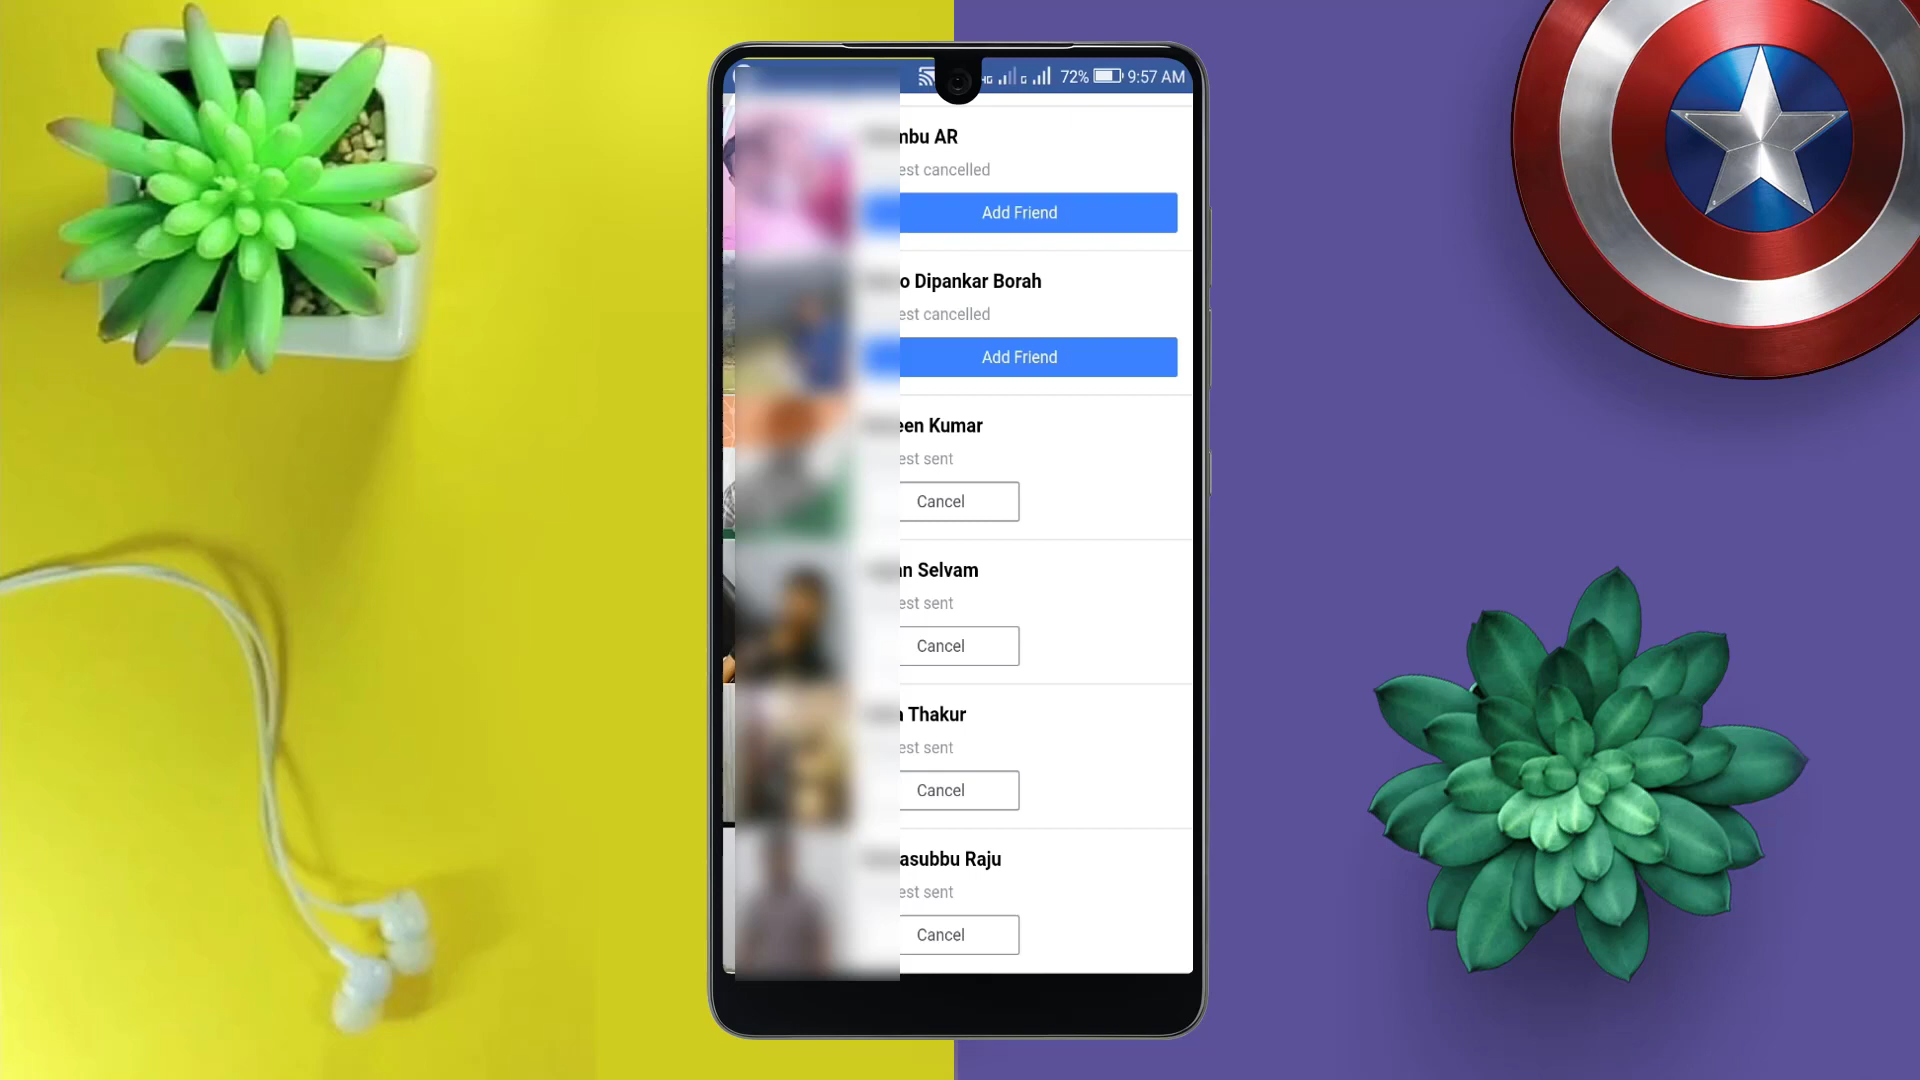 72% 9:57 AM
mbu AR
est cancelled
Add Friend
o Dipankar Borah
est cancelled
Add Friend
een Kumar
est sent
Cancel
n Selvam
est sent
Cancel
Thakur
est sent
Cancel
asubbu Raju
est sent
Cancel